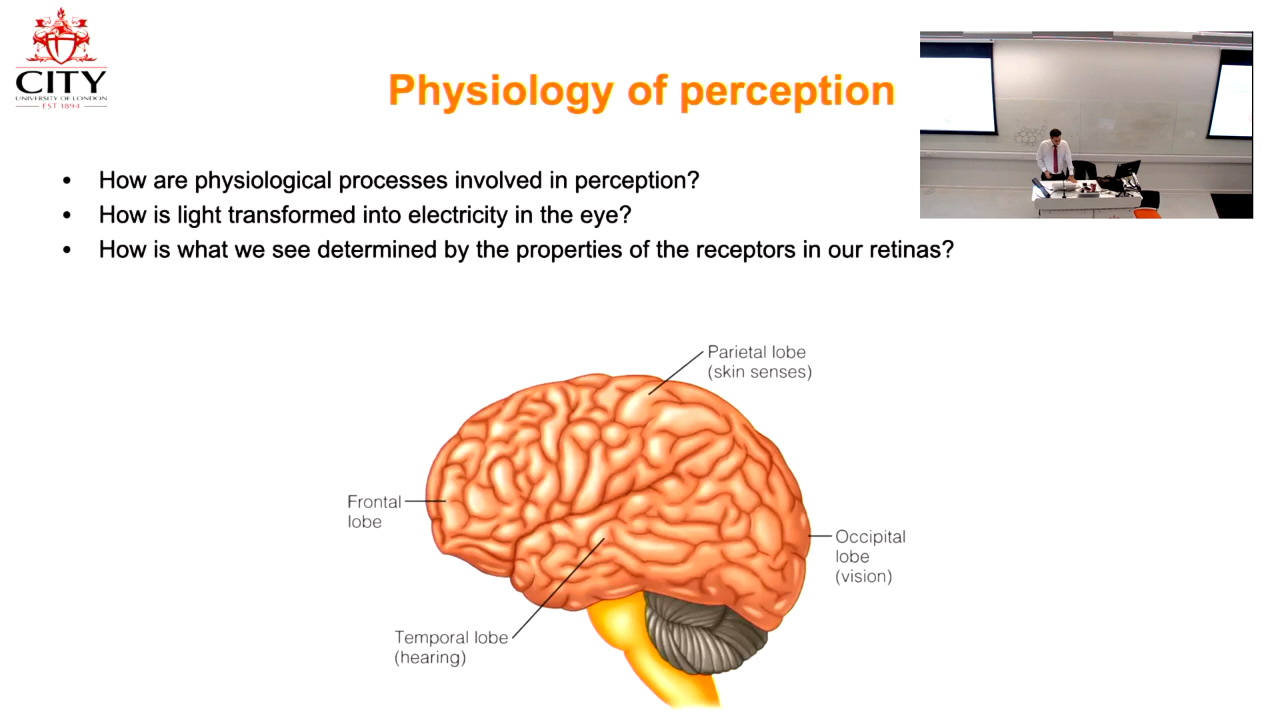 CITY
UNIVERSITY OF LONDON
EST 1894
Physiology of perception
• How are physiological processes involved in perception?
• How is light transformed into electricity in the eye?
• How is what we see determined by the properties of the receptors in our retinas?
Parietal lobe
(skin senses)
Frontal
lobe
Occipital
lobe
(vision)
Temporal lobe
(hearing)